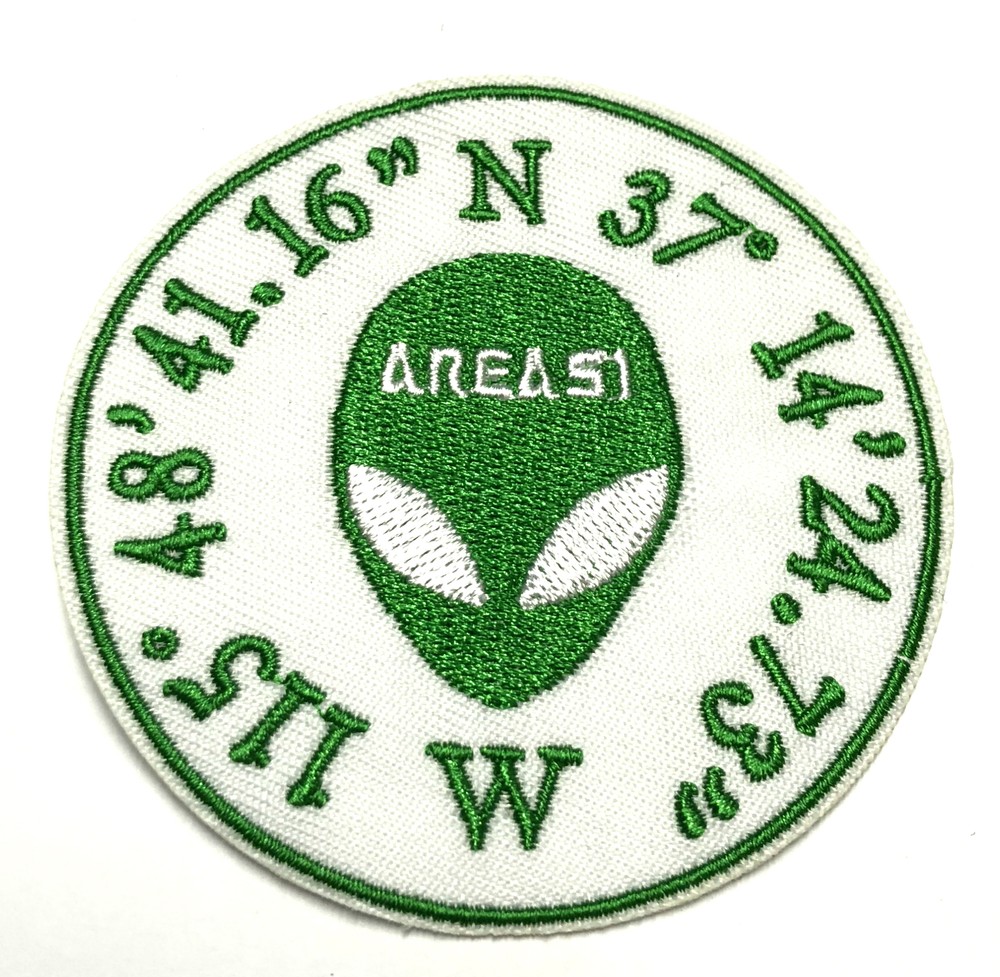 N 37° 14' 24.73"
W 115° 48' 41.16"
AREA51